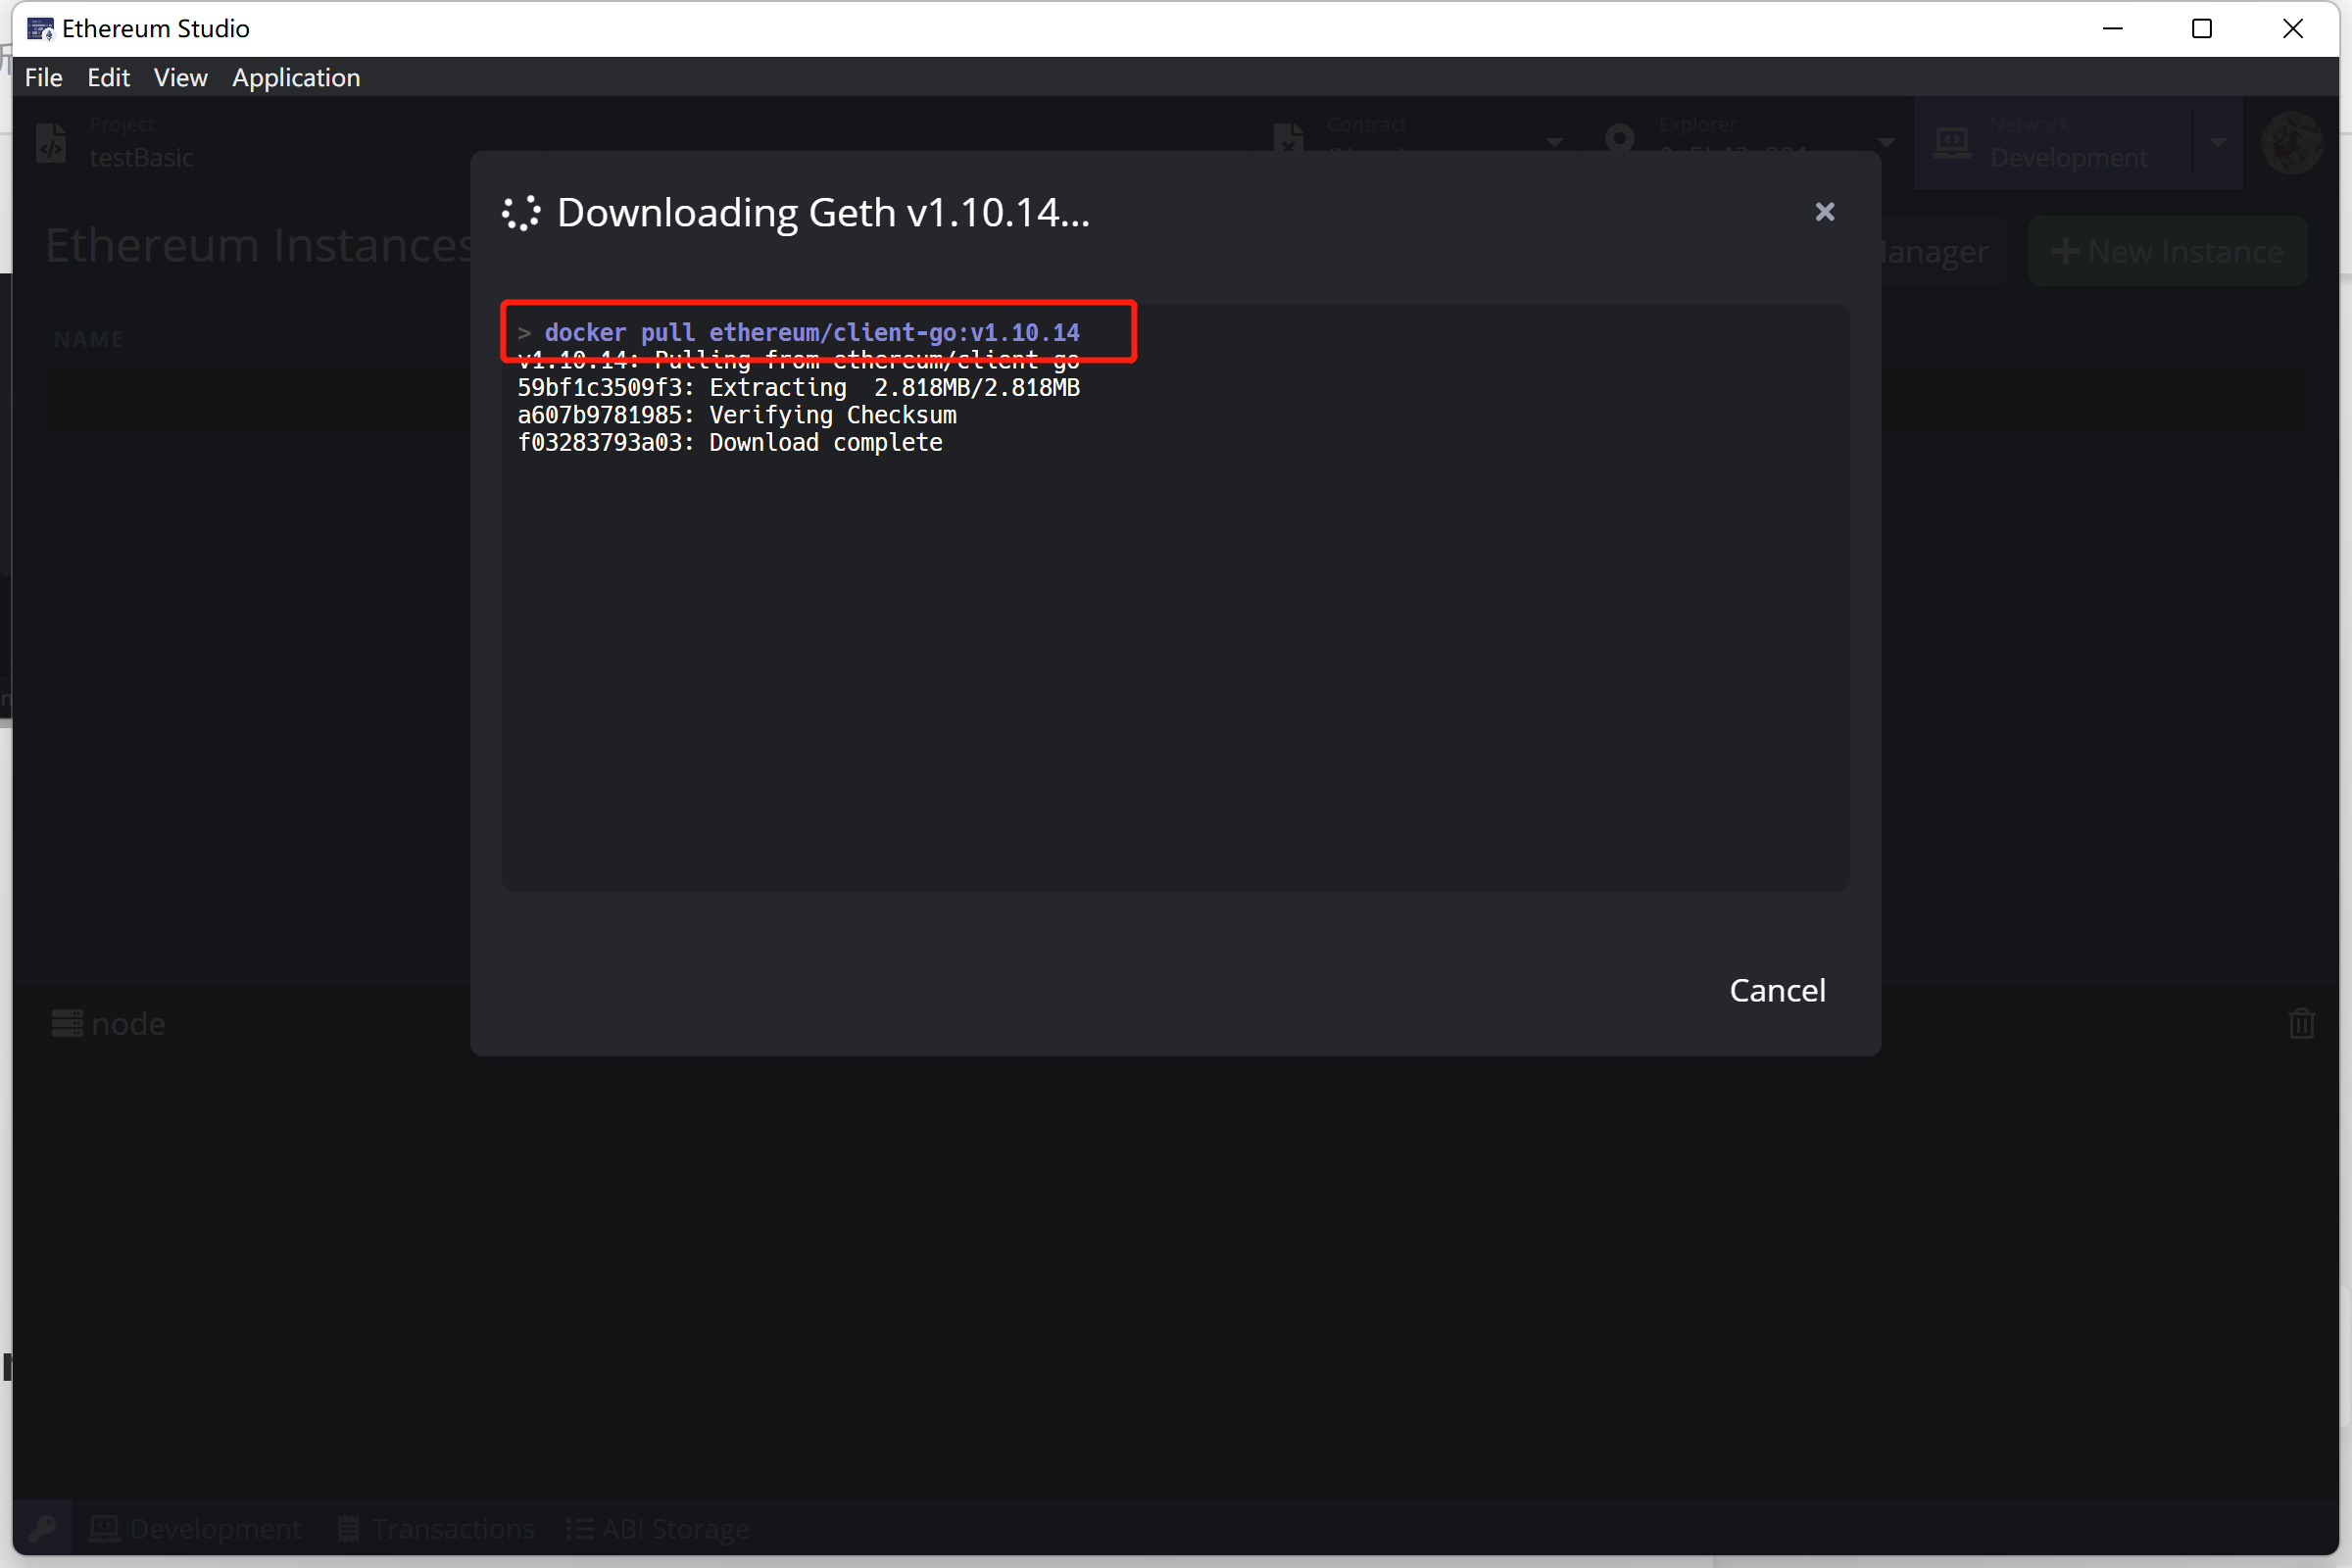 Ethereum Studio
File Edit View Application
Project
testBasic
Contract
Explorer
Network
Development
Downloading Geth v1.10.14...
Ethereum Instances
New Instance
NAME
> docker pull ethereum/client-go:v1.10.14
v1.10.14: Pulling from ethereum/client-go
59bf1c3509f3: Extracting  2.818MB/2.818MB
a607b9781985: Verifying Checksum
f03283793a03: Download complete
Cancel
node
Development Transactions ABI Storage